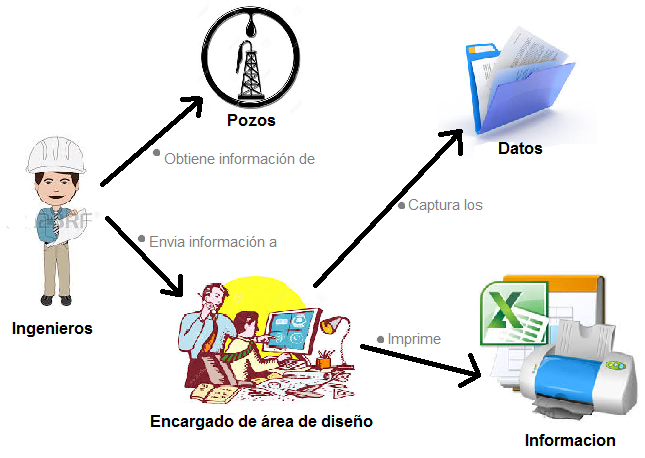 Pozos
Datos
• Obtiene información de
• Captura los
• Envia información a
Ingenieros
• Imprime
Encargado de área de diseño
Informacion